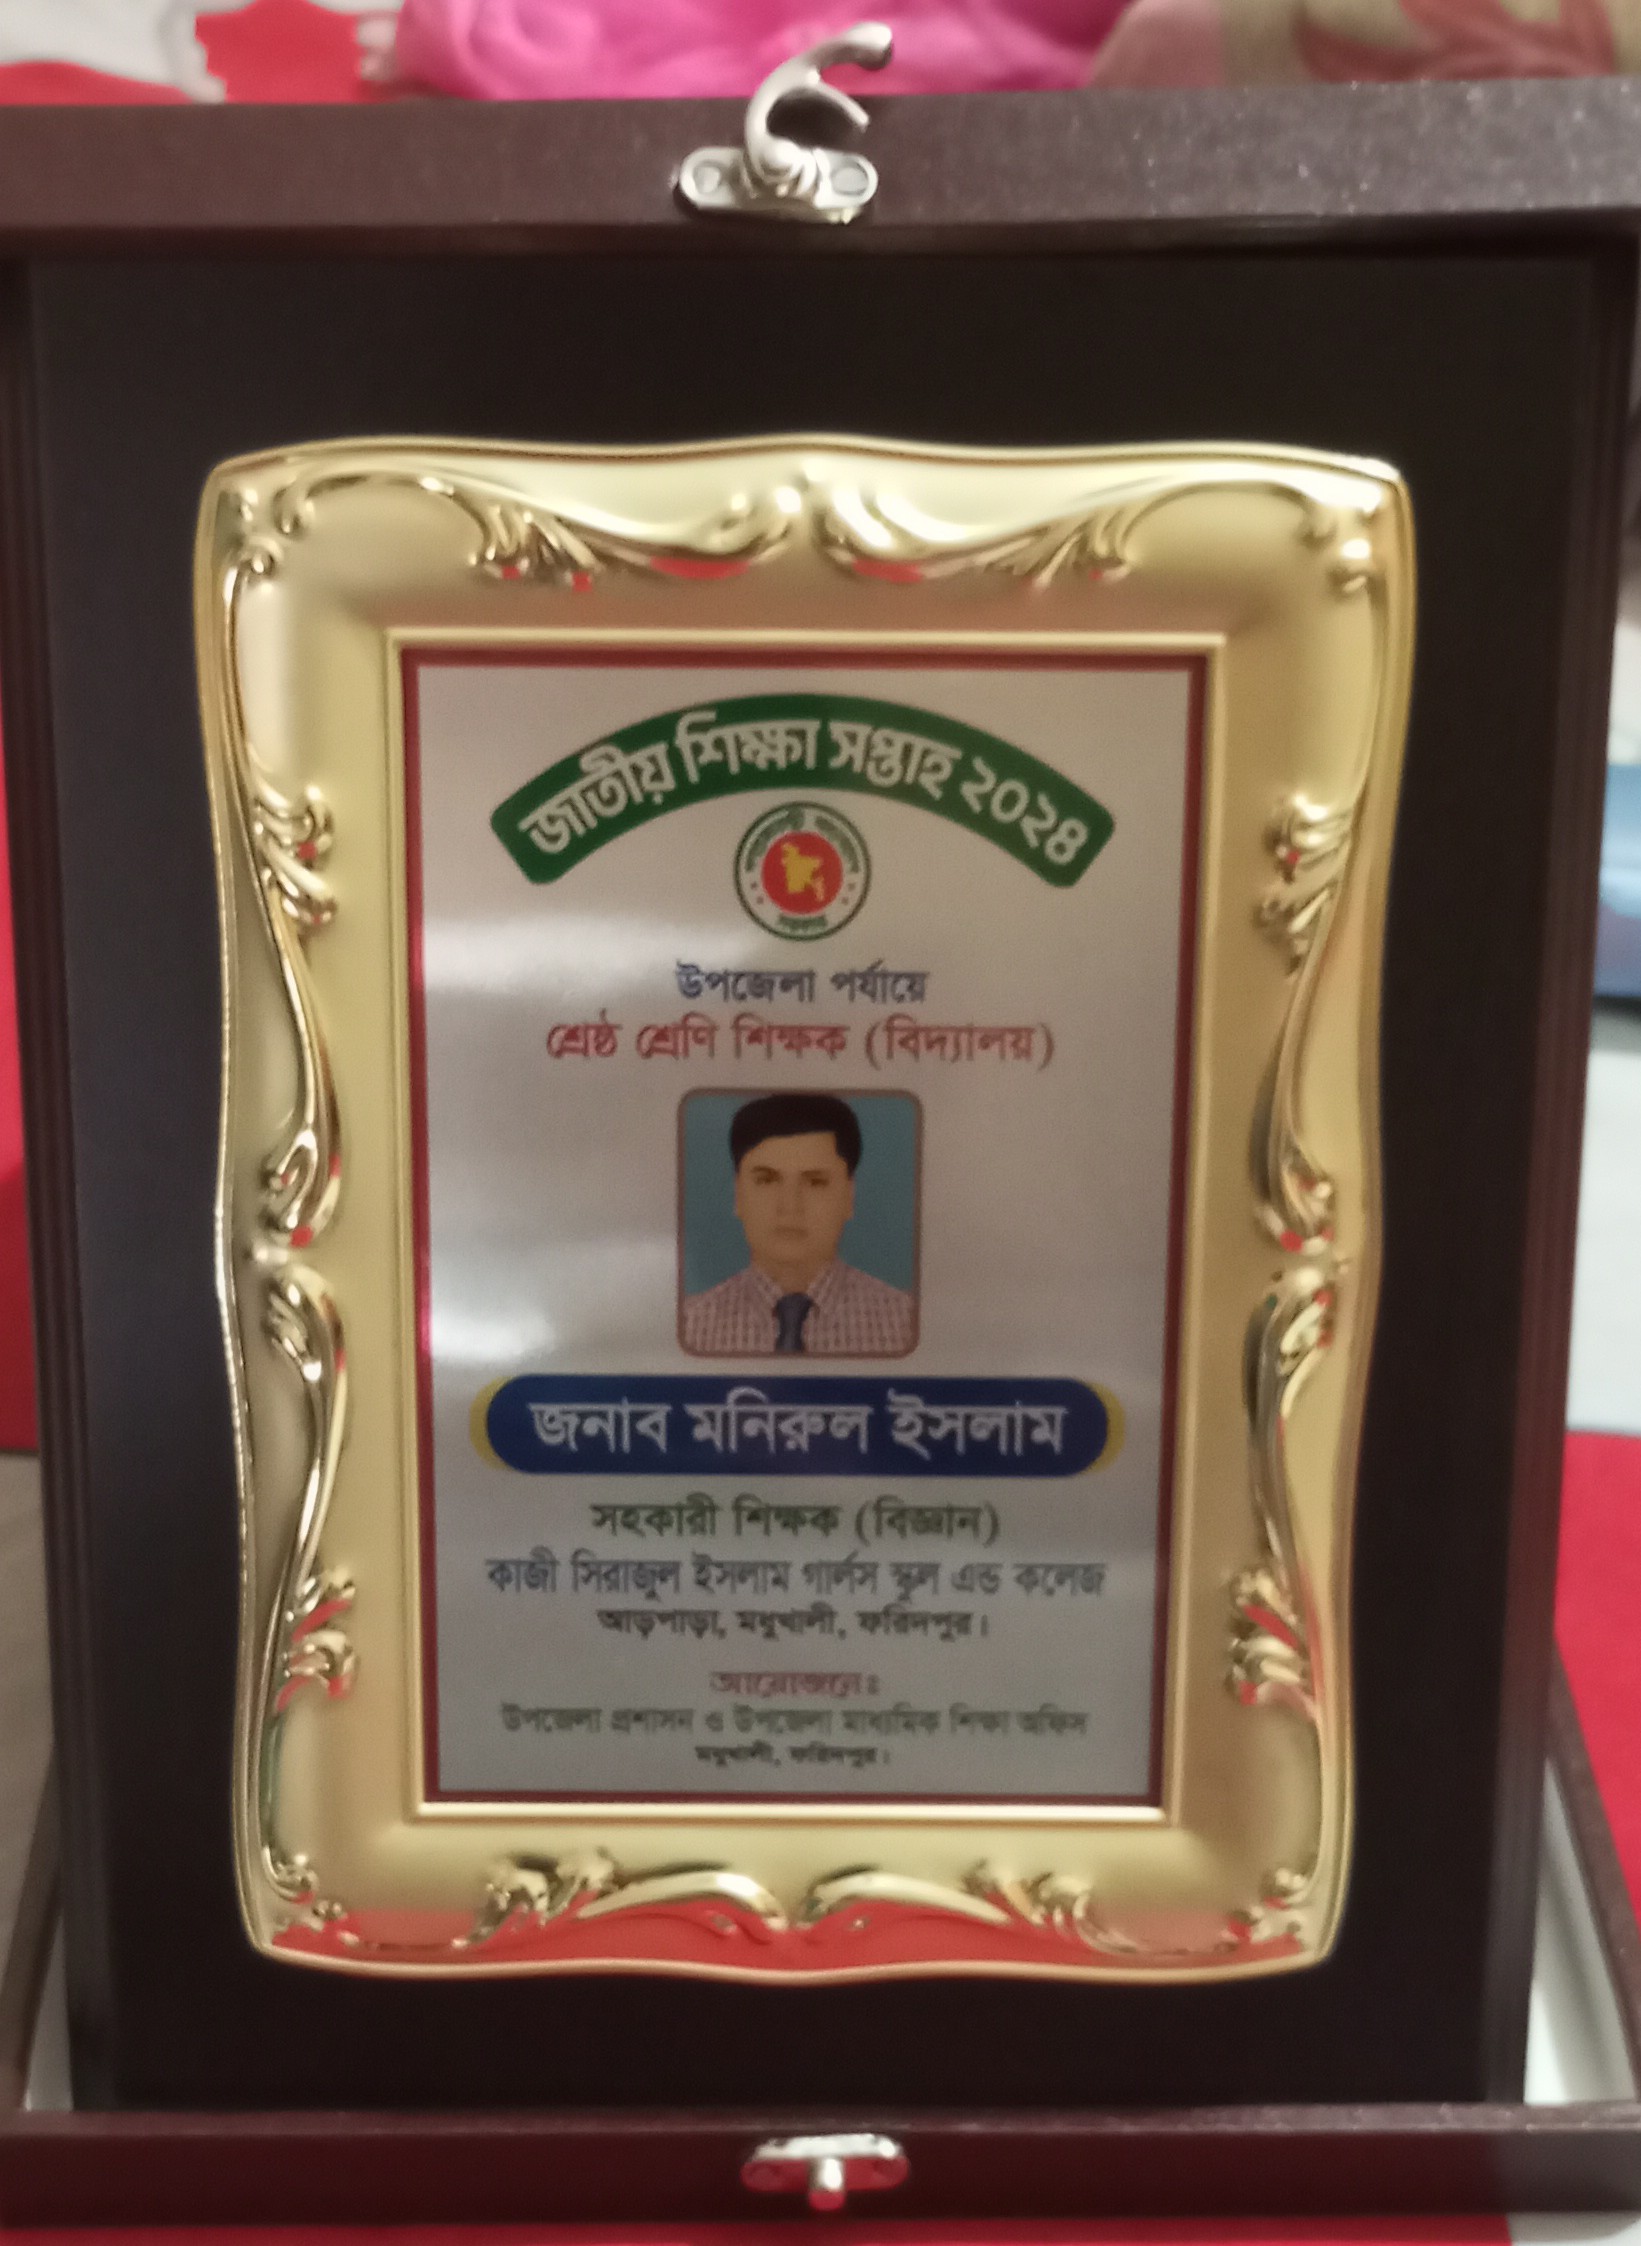 জাতীয় শিক্ষা সপ্তাহ ২০২৪
উপজেলা পর্যায়ে
শ্রেষ্ঠ শ্রেণি শিক্ষক (বিদ্যালয়)
জনাব মনিরুল ইসলাম
সহকারী শিক্ষক (বিজ্ঞান)
কাজী সিরাজুল ইসলাম গার্লস স্কুল এন্ড কলেজ
আড়পাড়া, মধুখালী, ফরিদপুর।
আয়োজনেঃ
উপজেলা প্রশাসন ও উপজেলা মাধ্যমিক শিক্ষা অফিস
মধুখালী, ফরিদপুর।